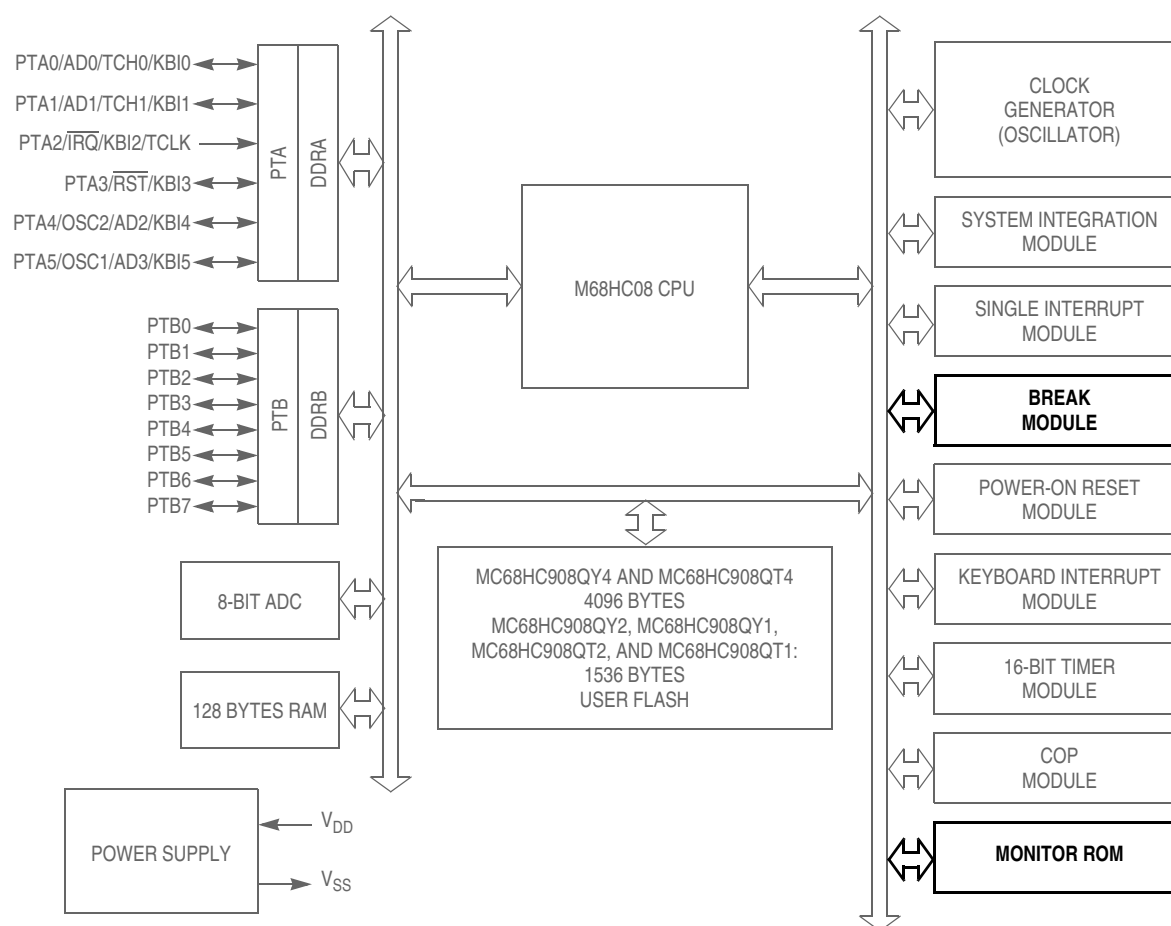 PTA0/AD0/TCH0/KBI0
PTA1/AD1/TCH1/KBI1
PTA2/IRQ/KBI2/TCLK
PTA3/RST/KBI3
PTA4/OSC2/AD2/KBI4
PTA5/OSC1/AD3/KBI5
PTA
DDRA
PTB0
PTB1
PTB2
PTB3
PTB4
PTB5
PTB6
PTB7
PTB
DDRB
8-BIT ADC
128 BYTES RAM
POWER SUPPLY
VDD
VSS
M68HC08 CPU
MC68HC908QY4 AND MC68HC908QT4
4096 BYTES
MC68HC908QY2, MC68HC908QY1,
MC68HC908QT2, AND MC68HC908QT1:
1536 BYTES
USER FLASH
CLOCK
GENERATOR
(OSCILLATOR)
SYSTEM INTEGRATION
MODULE
SINGLE INTERRUPT
MODULE
BREAK
MODULE
POWER-ON RESET
MODULE
KEYBOARD INTERRUPT
MODULE
16-BIT TIMER
MODULE
COP
MODULE
MONITOR ROM